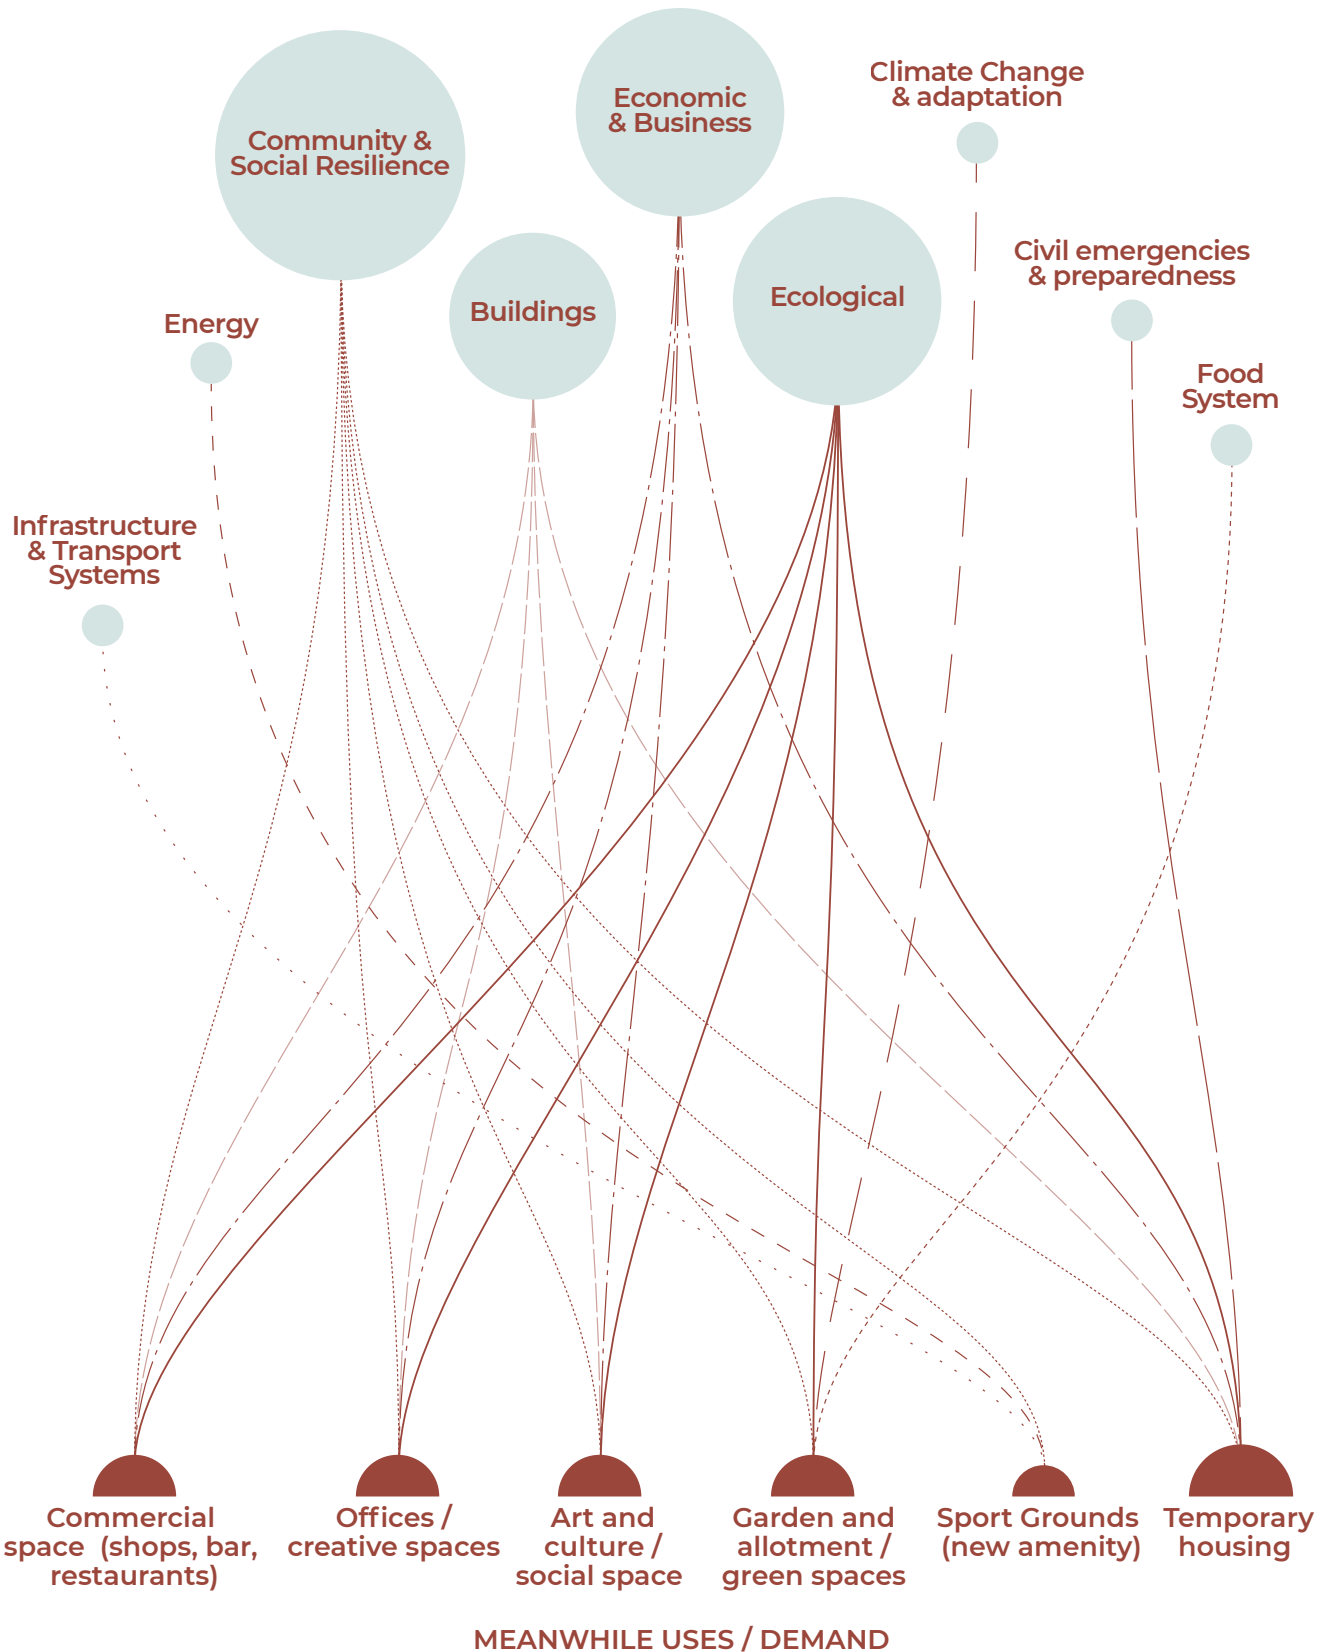 Community &
Social Resilience
Economic
& Business
Climate Change
& adaptation
Civil emergencies
& preparedness
Energy
Buildings
Ecological
Food
System
Infrastructure
& Transport
Systems
Commercial
space (shops, bar,
restaurants)
Offices /
creative spaces
Art and
culture /
social space
Garden and
allotment /
green spaces
Sport Grounds
(new amenity)
Temporary
housing
MEANWHILE USES / DEMAND